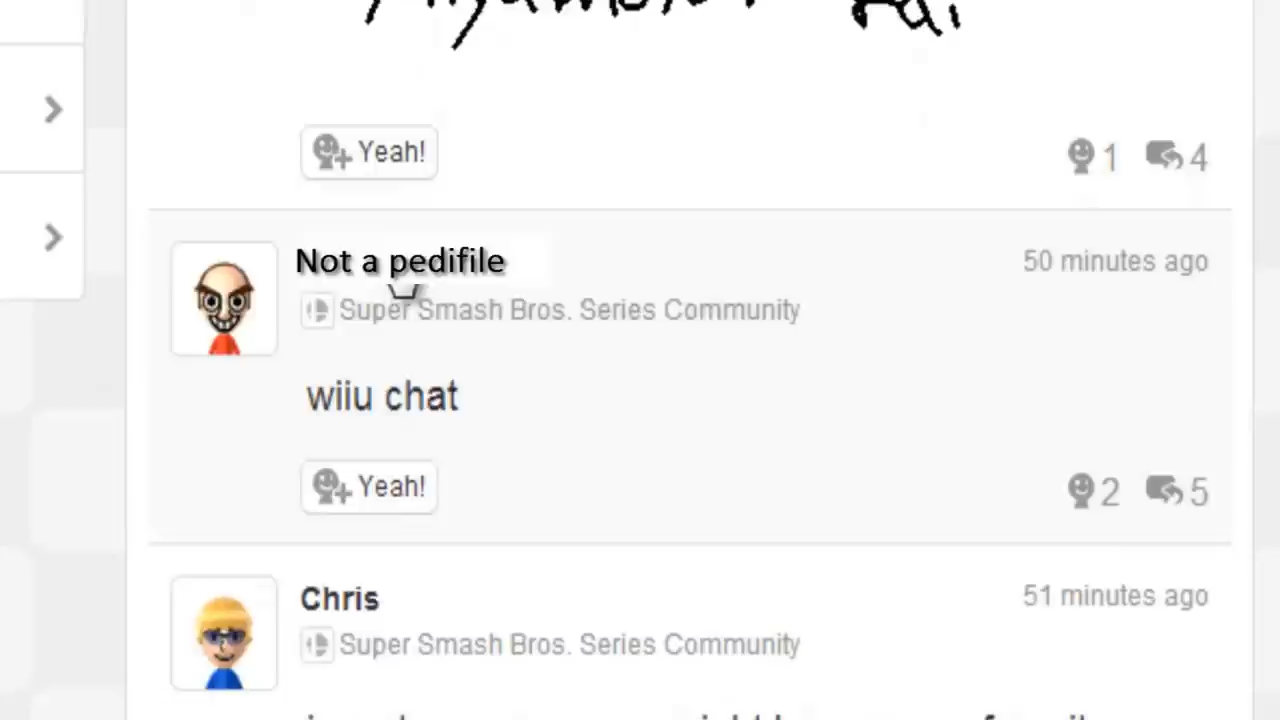 Yeah!
1 4
Not a pedifile
50 minutes ago
Super Smash Bros. Series Community
wiiu chat
Yeah!
2 5
Chris
51 minutes ago
Super Smash Bros. Series Community